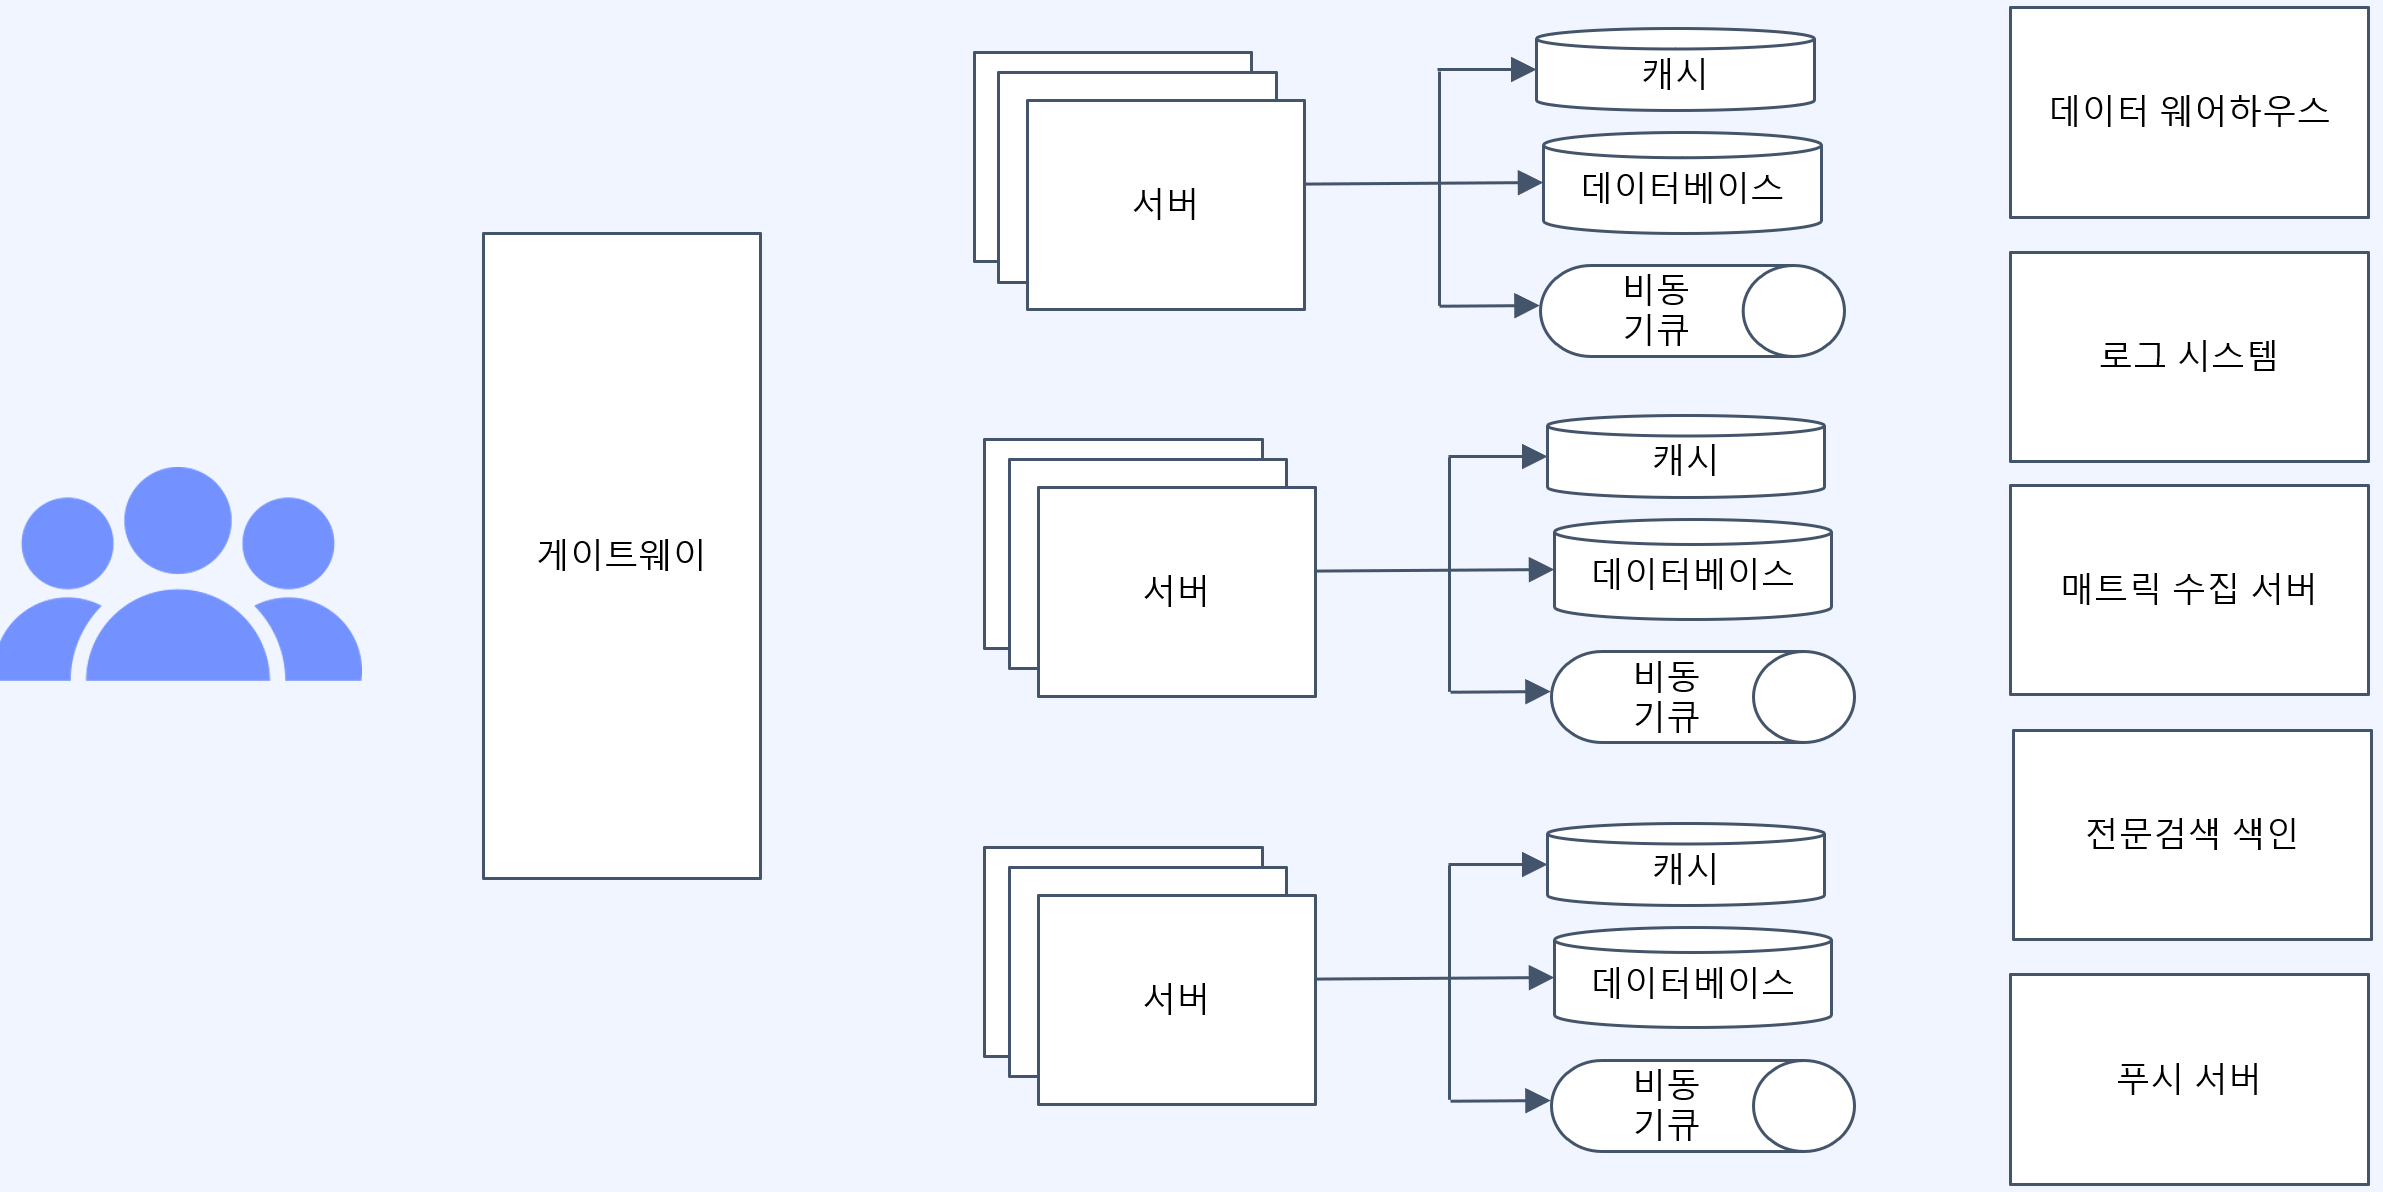 게이트웨이
서버
캐시
데이터베이스
비동
기큐
서버
캐시
데이터베이스
비동
기큐
서버
캐시
데이터베이스
비동
기큐
데이터 웨어하우스
로그 시스템
매트릭 수집 서버
전문검색 색인
푸시 서버